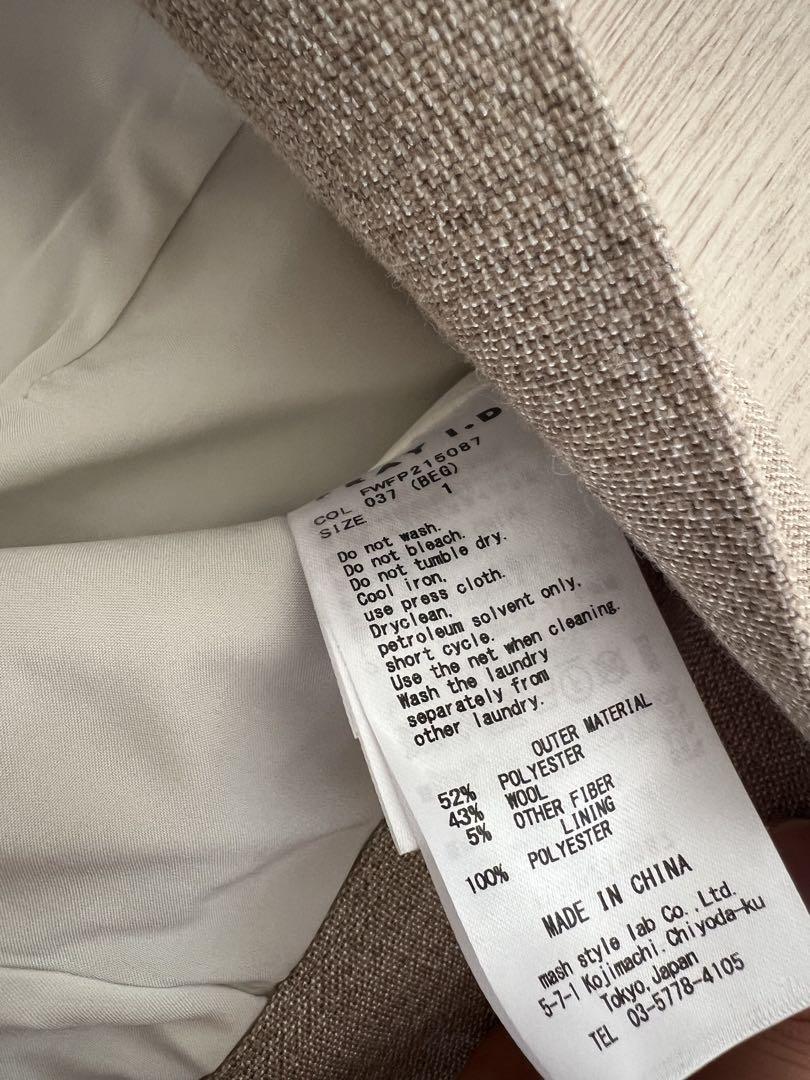 FRAY I.D
FWFP215087
COL 037 (BEG)
SIZE 1
Do not wash.
Do not bleach.
Do not tumble dry.
Cool iron,
use press cloth.
Dryclean,
petroleum solvent only,
short cycle.
Use the net when cleaning.
Wash the laundry
separately from
other laundry.
OUTER MATERIAL
52% POLYESTER
43% WOOL
5% OTHER FIBER
LINING
100% POLYESTER
MADE IN CHINA
mash style lab Co.,Ltd.
5-7-1 Kojimachi.Chiyoda-ku
Tokyo,Japan
TEL 03-5778-4105